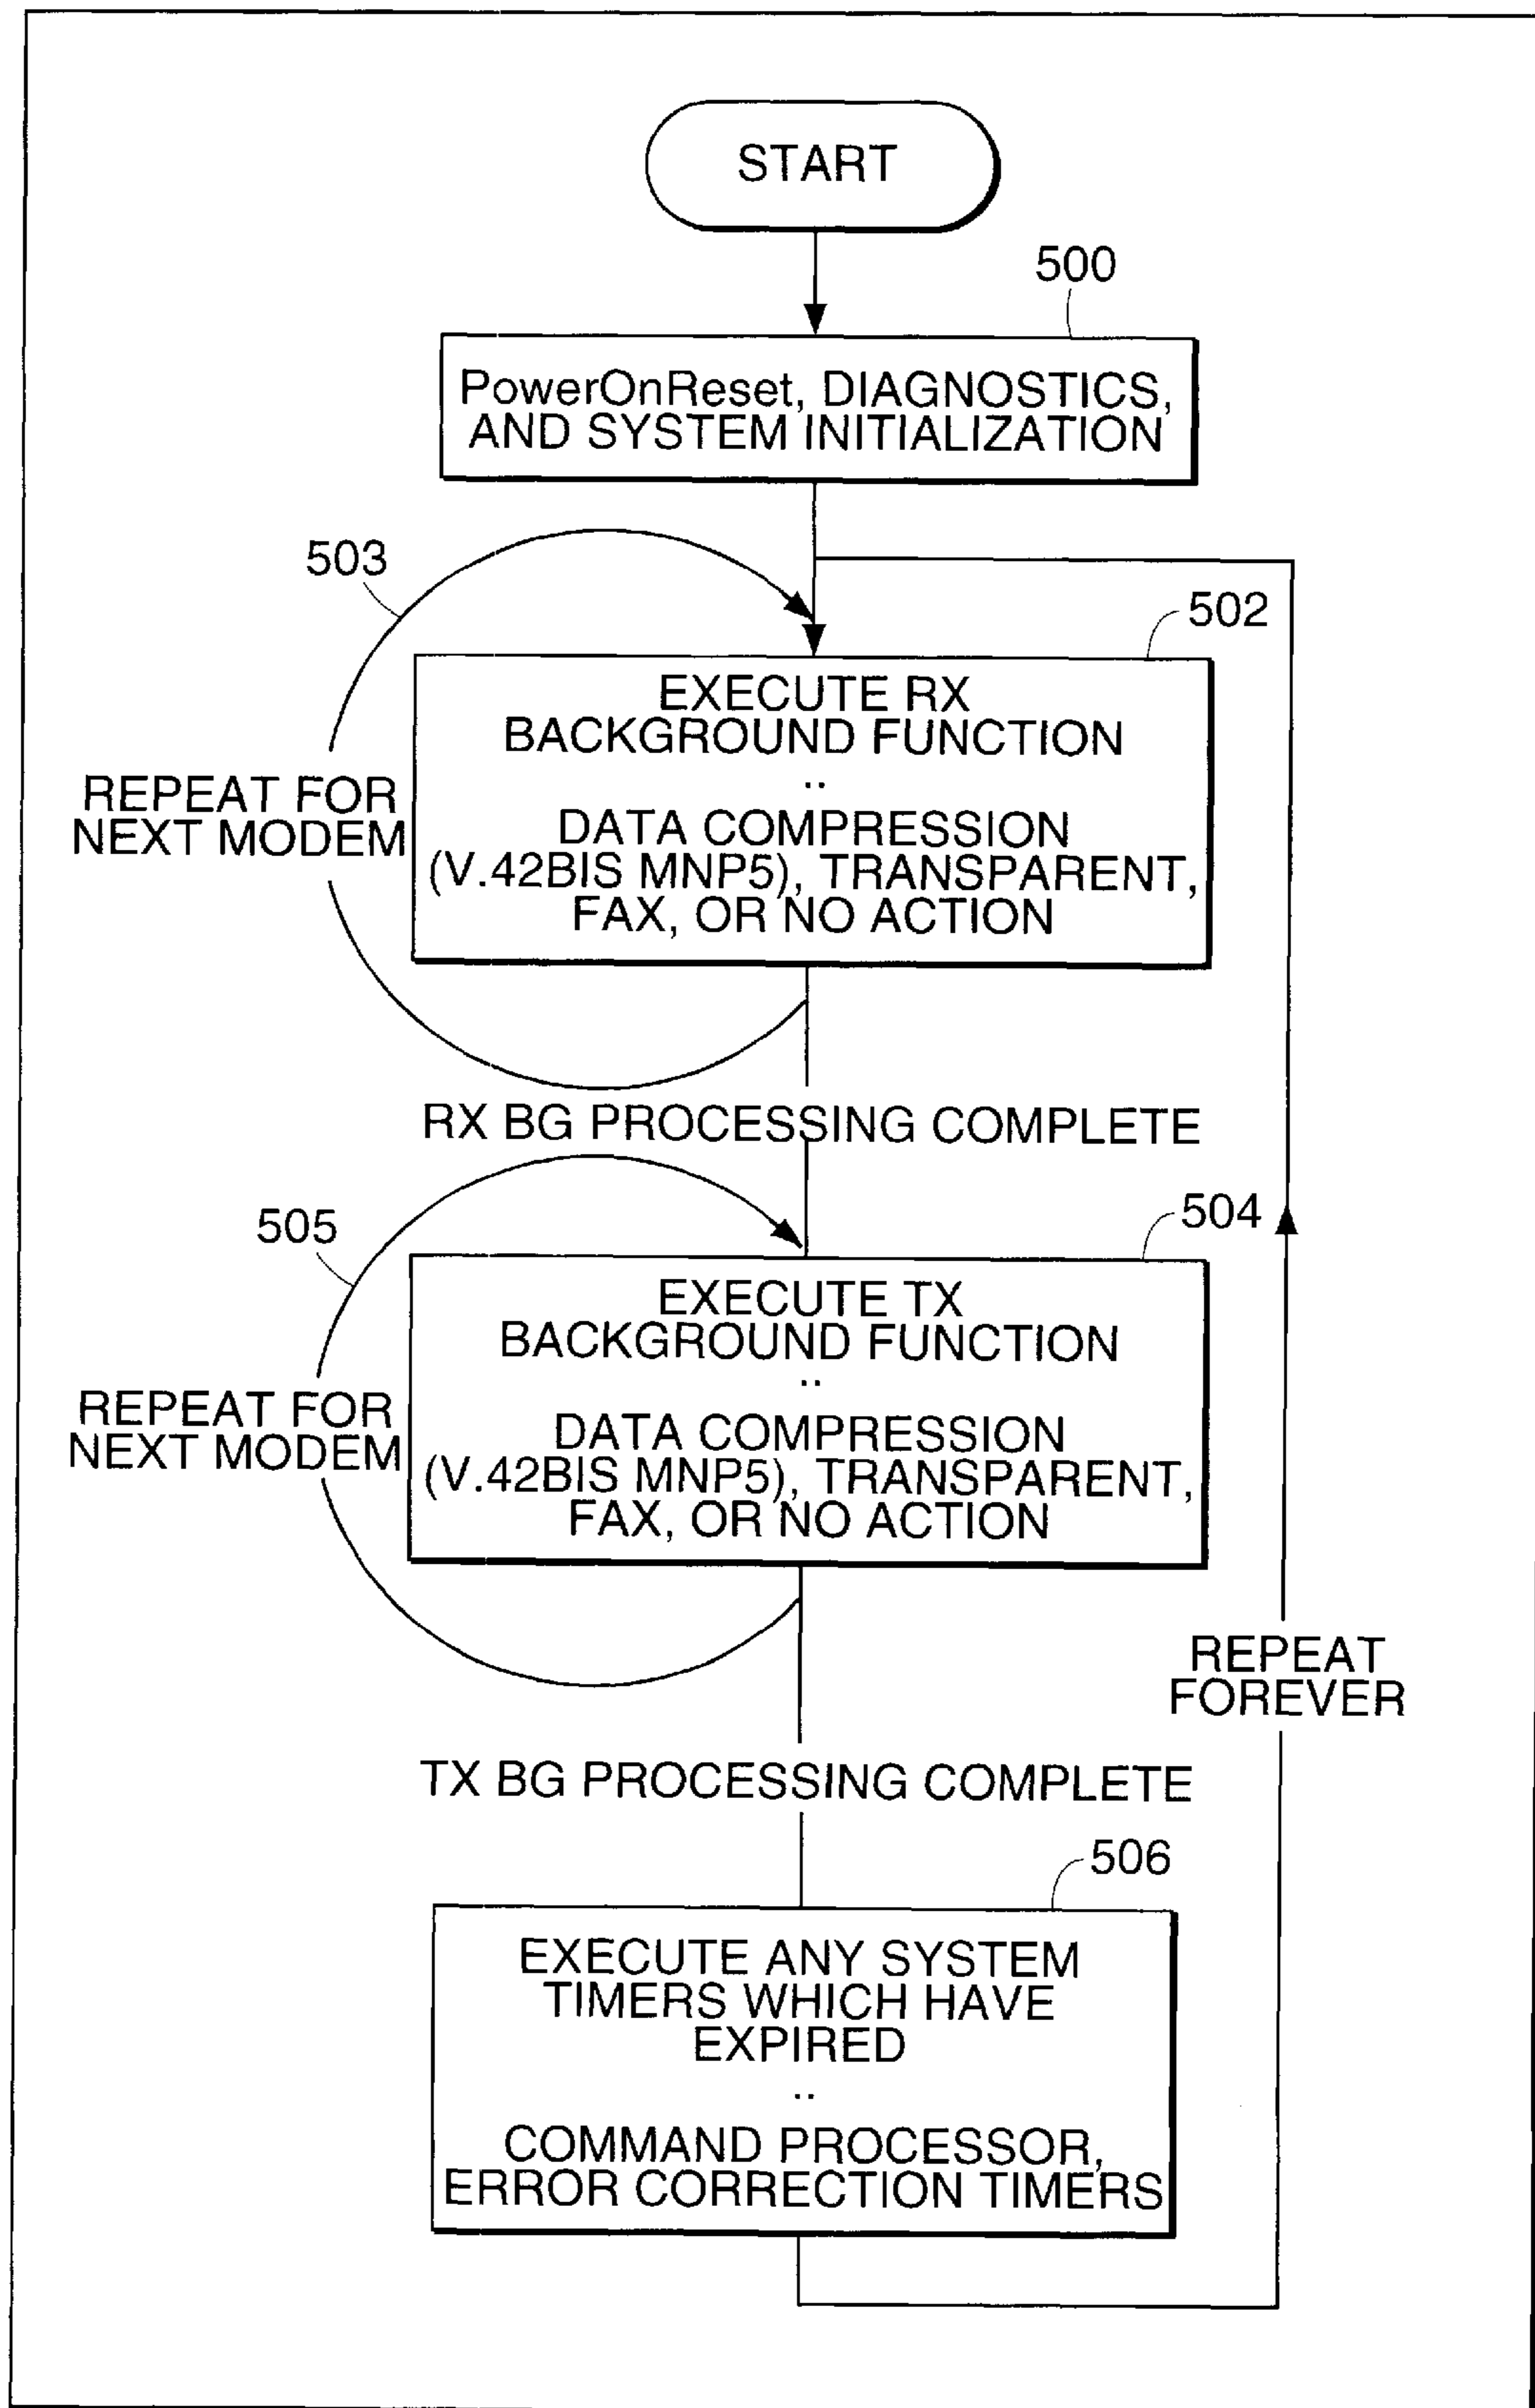 START
500
PowerOnReset, DIAGNOSTICS,
AND SYSTEM INITIALIZATION
503
502
EXECUTE RX
BACKGROUND FUNCTION
..
DATA COMPRESSION
(V.42BIS MNP5), TRANSPARENT,
FAX, OR NO ACTION
REPEAT FOR
NEXT MODEM
RX BG PROCESSING COMPLETE
505
504
EXECUTE TX
BACKGROUND FUNCTION
..
DATA COMPRESSION
(V.42BIS MNP5), TRANSPARENT,
FAX, OR NO ACTION
REPEAT FOR
NEXT MODEM
REPEAT
FOREVER
TX BG PROCESSING COMPLETE
506
EXECUTE ANY SYSTEM
TIMERS WHICH HAVE
EXPIRED
..
COMMAND PROCESSOR,
ERROR CORRECTION TIMERS